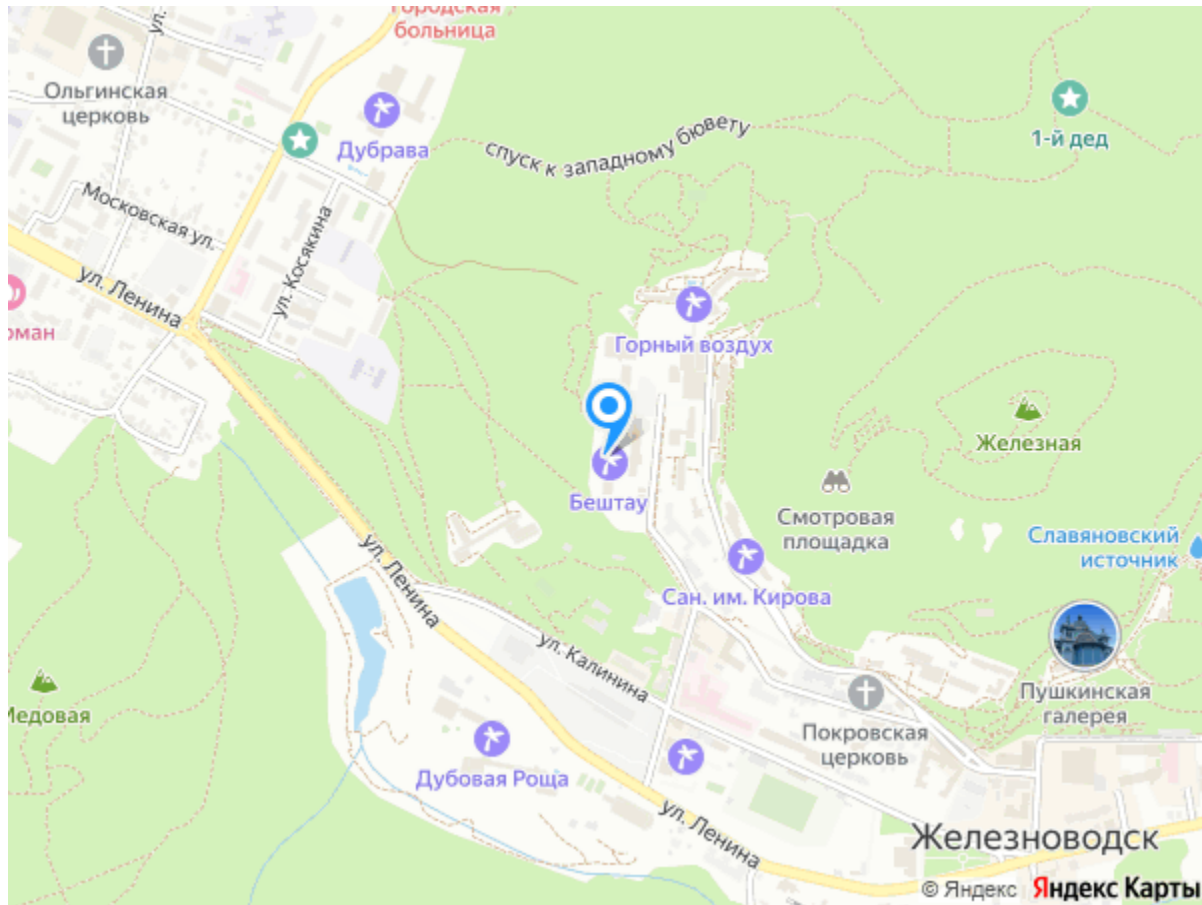 Городская
больница
ул.
Ольгинская
церковь
Дубрава
1-й дед
спуск к западному бювету
Московская ул.
ул. Косякина
ул. Ленина
Горный воздух
Железная
Бештау
Смотровая
площадка
Славяновский
источник
Сан. им. Кирова
ул. Ленина
ул. Калинина
Медовая
Пушкинская
галерея
Покровская
церковь
Дубовая Роща
ул. Ленина
Железноводск
© Яндекс Яндекс Карты